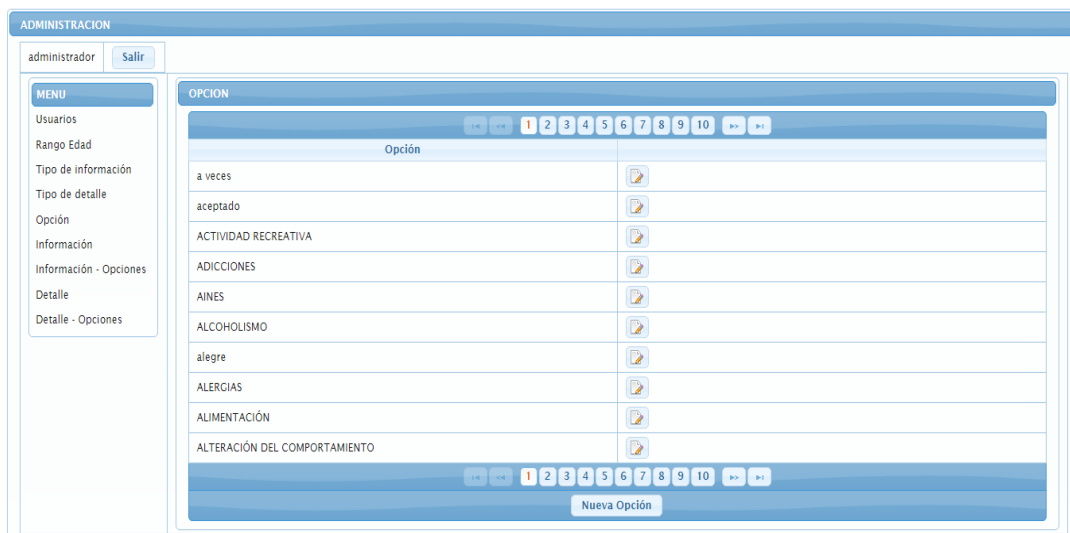 ADMINISTRACION
administrador Salir
MENU
Usuarios
Rango Edad
Tipo de información
Tipo de detalle
Opción
Información
Información - Opciones
Detalle
Detalle - Opciones
OPCION
1 2 3 4 5 6 7 8 9 10
Opción
a veces
aceptado
ACTIVIDAD RECREATIVA
ADICCIONES
AINES
ALCOHOLISMO
alegre
ALERGIAS
ALIMENTACIÓN
ALTERACIÓN DEL COMPORTAMIENTO
1 2 3 4 5 6 7 8 9 10
Nueva Opción